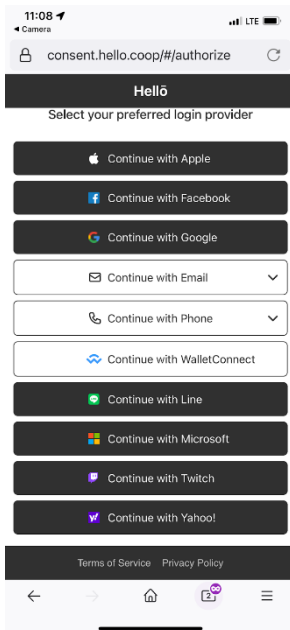 11:08
LTE
Camera
consent.hello.coop/#/authorize
Hellō
Select your preferred login provider
Continue with Apple
Continue with Facebook
Continue with Google
Continue with Email
Continue with Phone
Continue with WalletConnect
Continue with Line
Continue with Microsoft
Continue with Twitch
Continue with Yahoo!
Terms of Service Privacy Policy
2